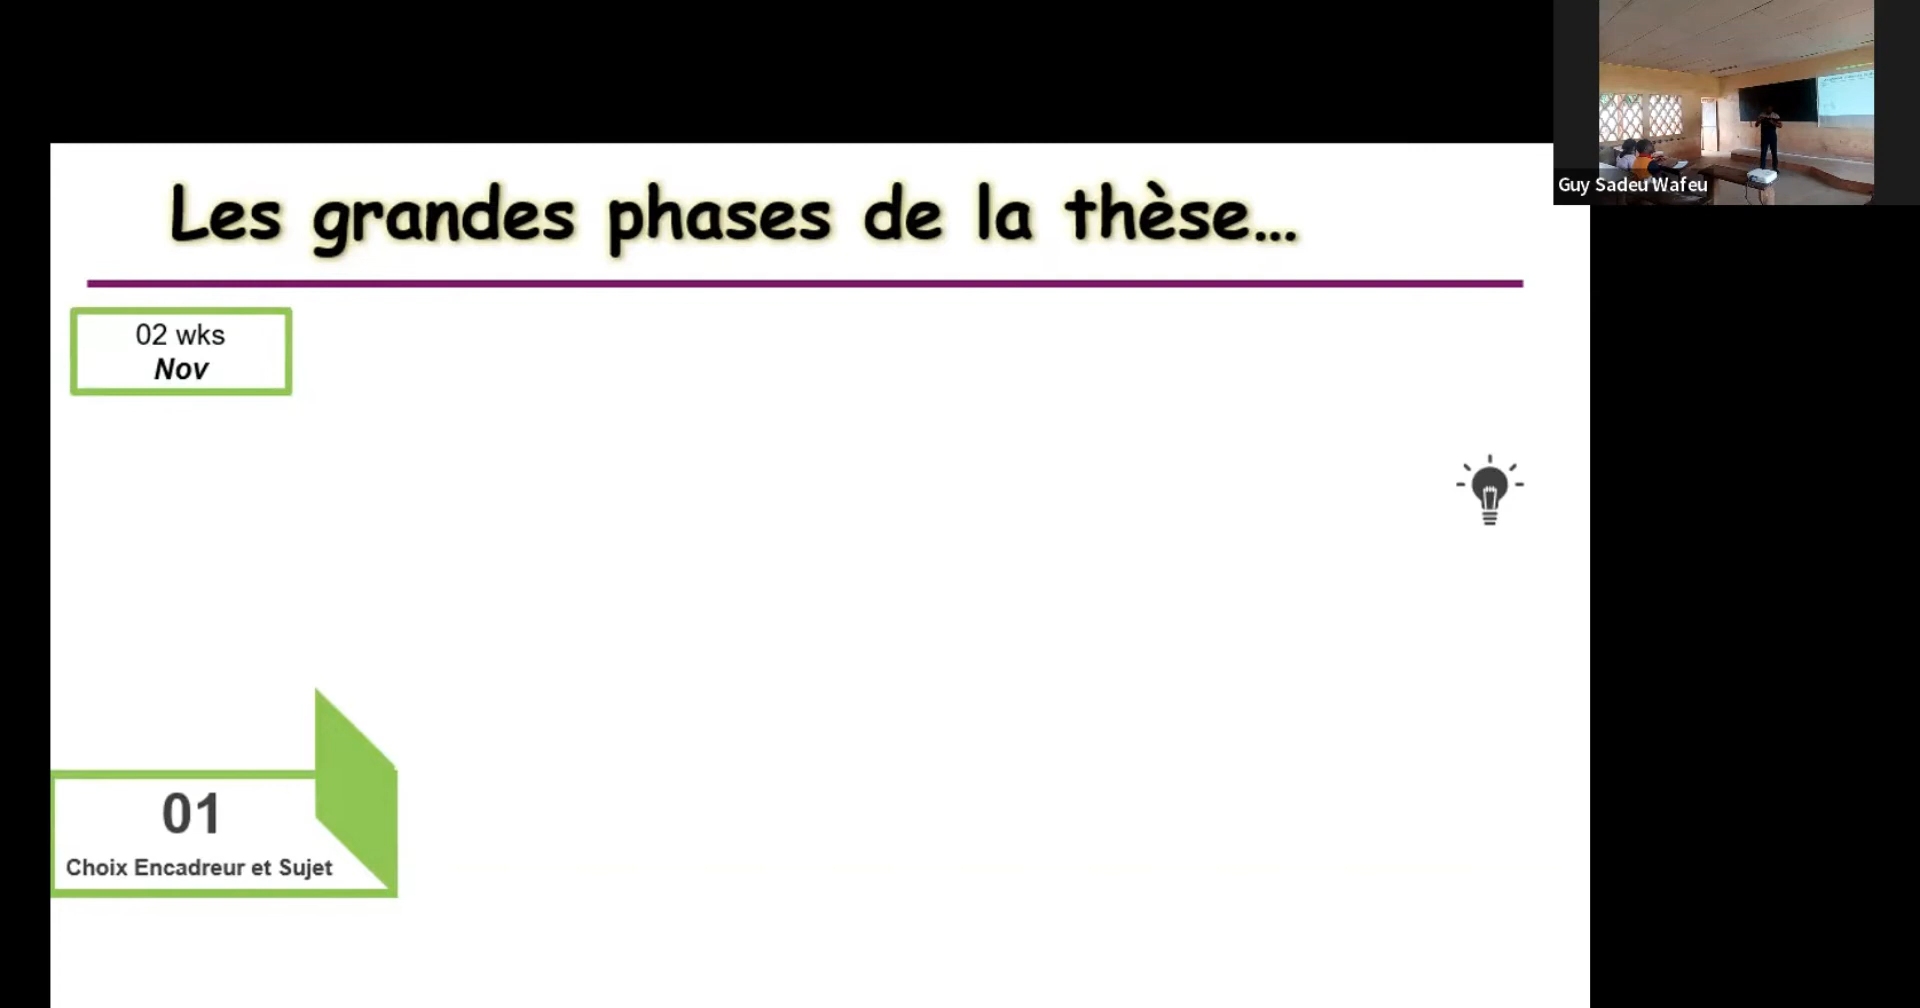 Les grandes phases de la thèse...
02 wks
Nov
01
Choix Encadreur et Sujet
Guy Sadeu Wafeu